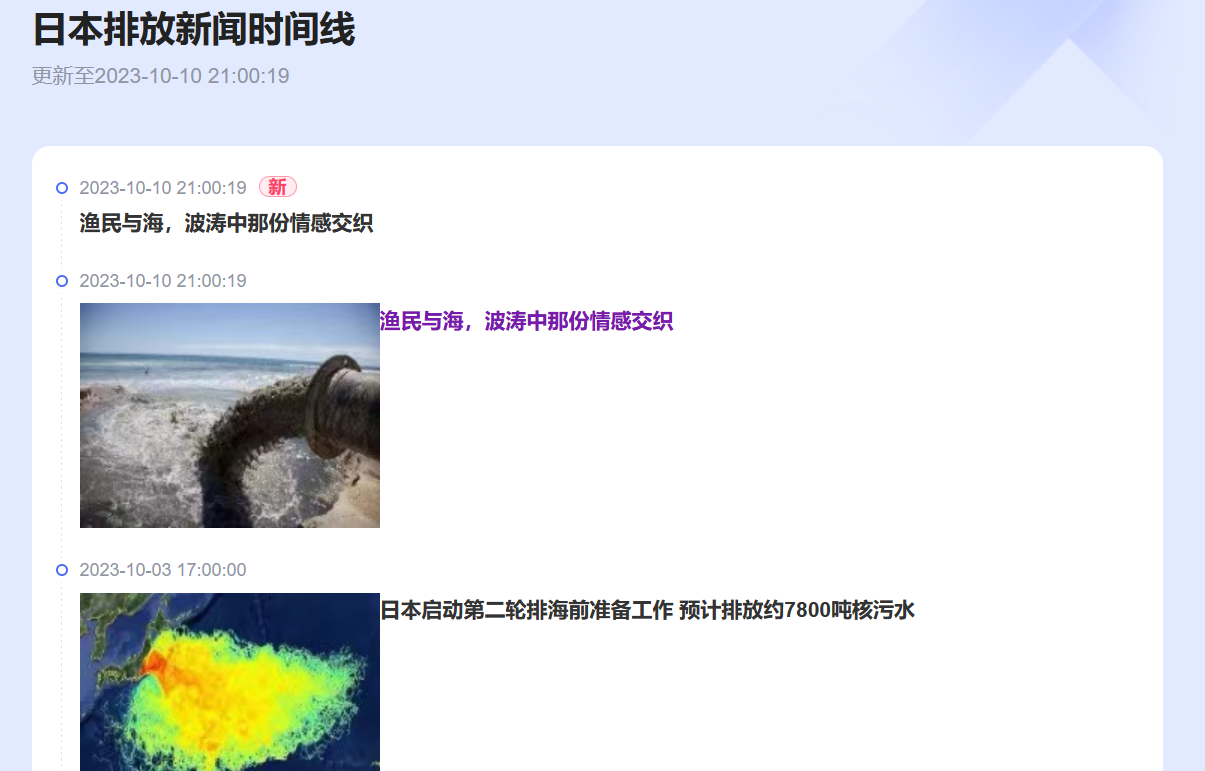 日本排放新闻时间线
更新至2023-10-10 21:00:19
2023-10-10 21:00:19 新
渔民与海，波涛中那份情感交织
2023-10-10 21:00:19
渔民与海，波涛中那份情感交织
2023-10-03 17:00:00
日本启动第二轮排海前准备工作 预计排放约7800吨核污水